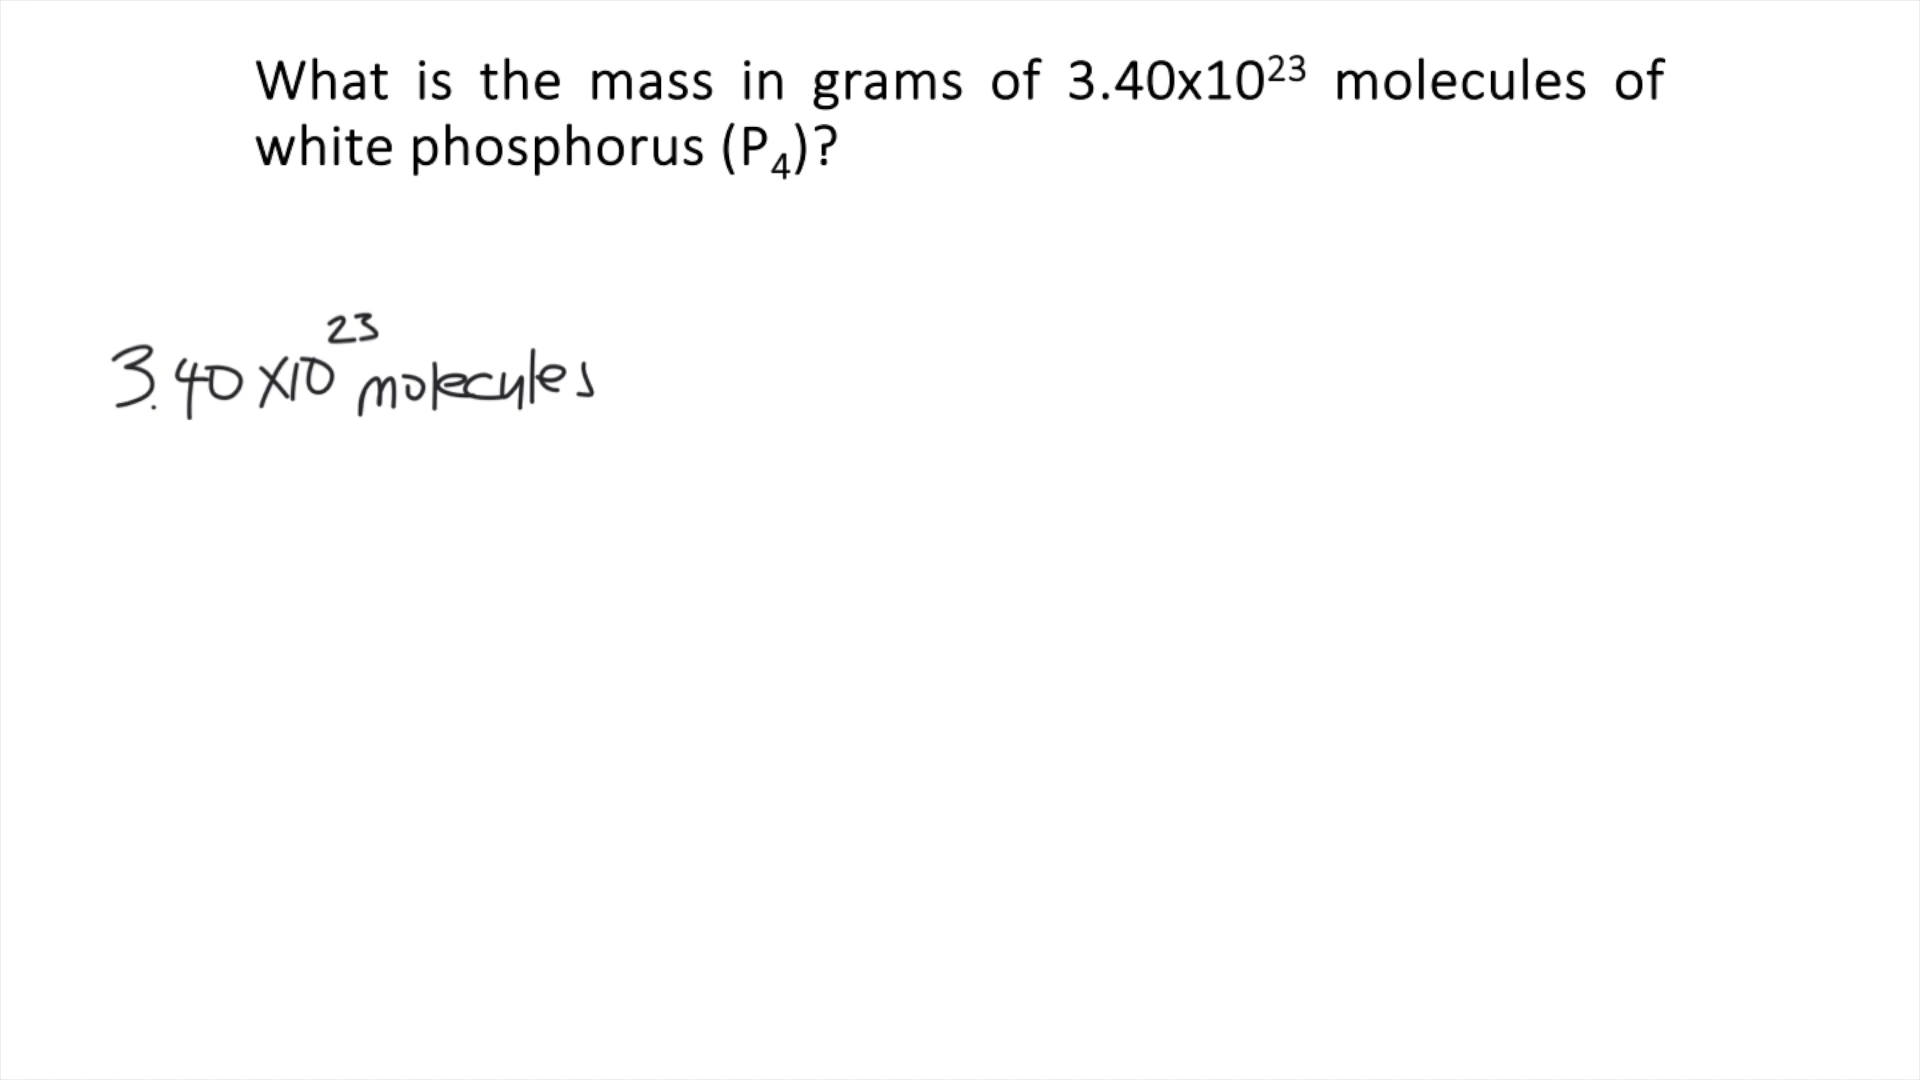 What is the mass in grams of 3.40x10²³ molecules of
white phosphorus (P₄)?
3.40 x10²³ molecules